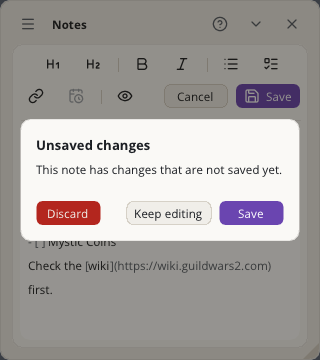 Notes
H1 H2 B I
Cancel Save
Unsaved changes
This note has changes that are not saved yet.
Discard Keep editing Save
- [ ] Mystic Coins
Check the [wiki](https://wiki.guildwars2.com)
first.